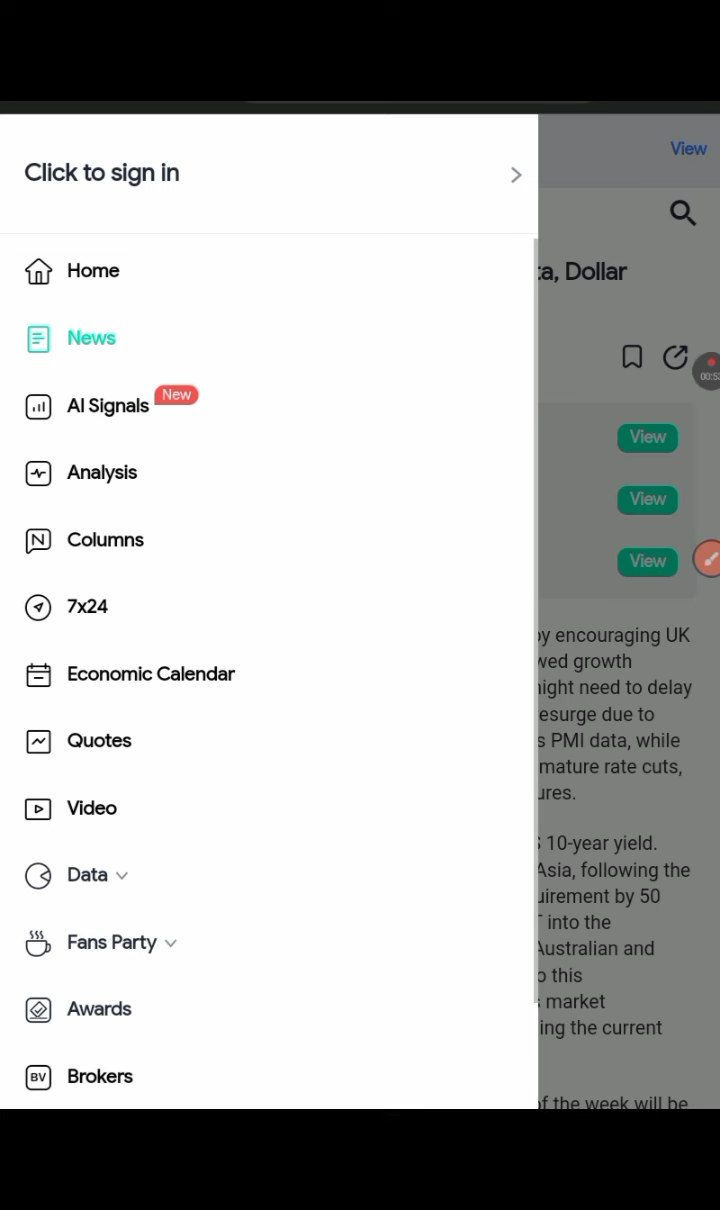 Click to sign in
View
Home
ta, Dollar
News
AI Signals New
View
Analysis
View
Columns
View
7x24
by encouraging UK
wed growth
Economic Calendar
might need to delay
esurge due to
Quotes
s PMI data, while
mature rate cuts,
ures.
Video
10-year yield.
Data
Asia, following the
uirement by 50
into the
Fans Party
Australian and
o this
Awards
market
ing the current
BV Brokers
of the week will be